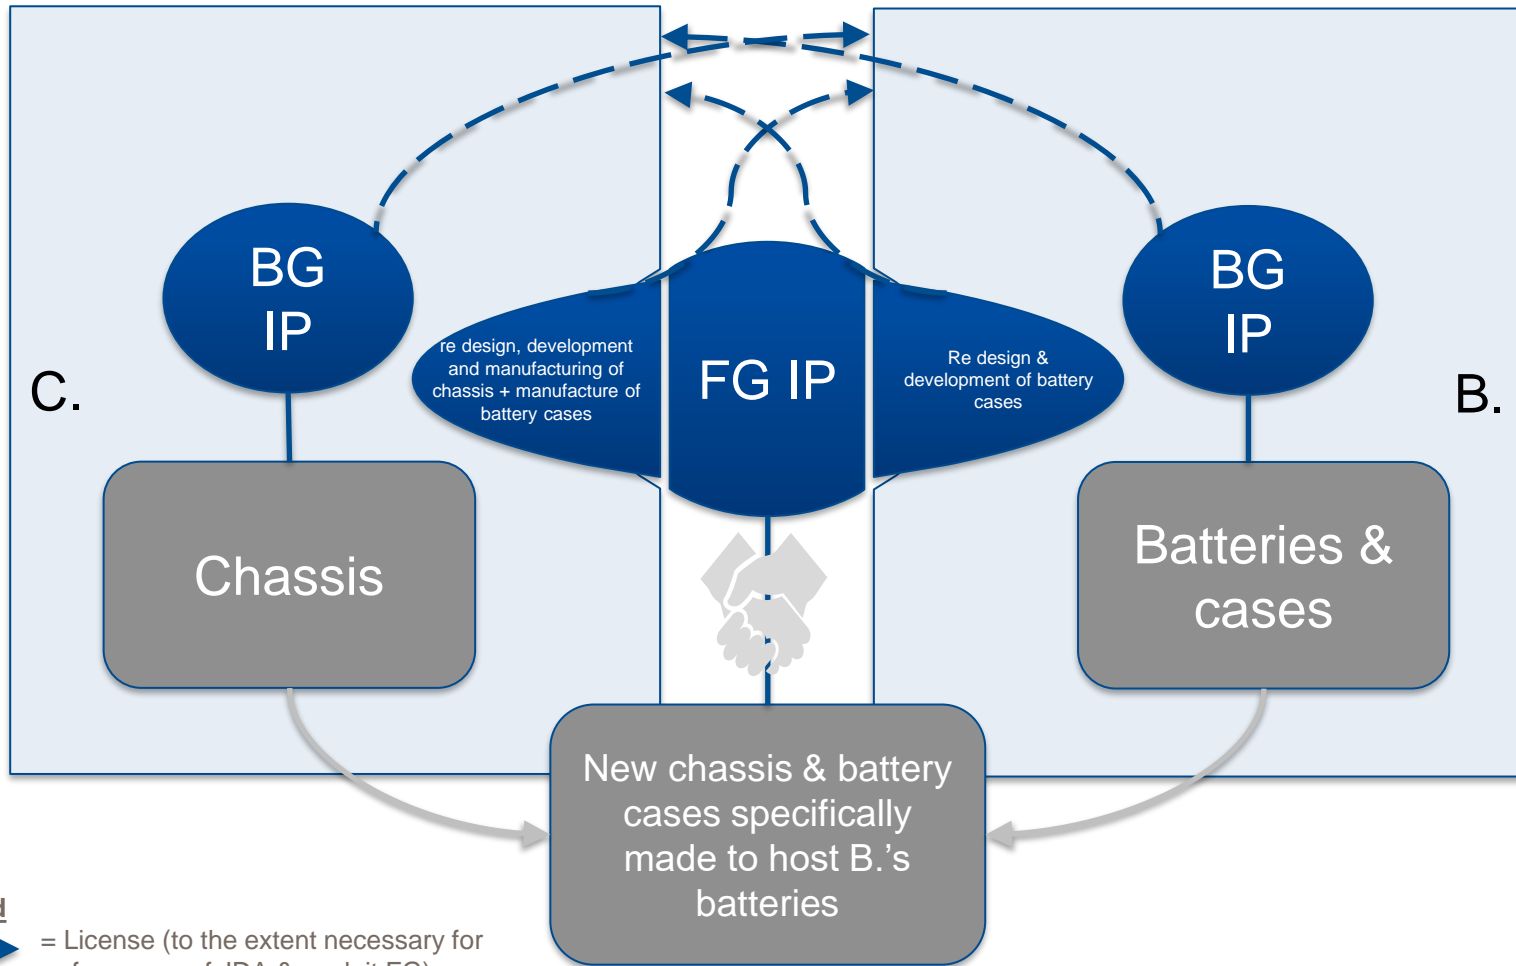 BG
IP
BG
IP
re design, development
and manufacturing of
chassis + manufacture of
battery cases
FG IP
Re design &
development of battery
cases
C.
B.
Chassis
Batteries &
cases
New chassis & battery
cases specifically
made to host B.'s
batteries
= License (to the extent necessary for